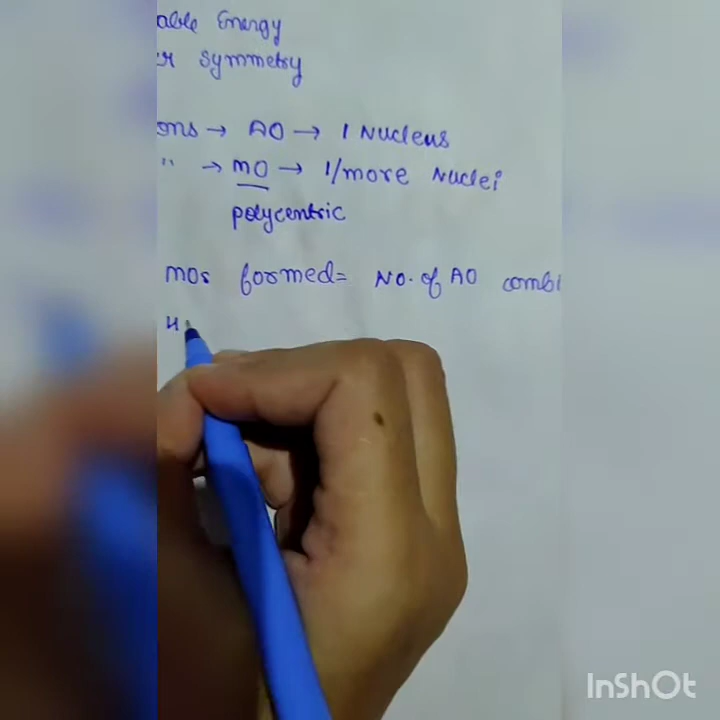 able Energy
er Symmetry
ons → AO → 1 Nucleus
" → MO → 1/more Nuclei
polycentric
MOs formed = No. of AO combi
4
InShOt